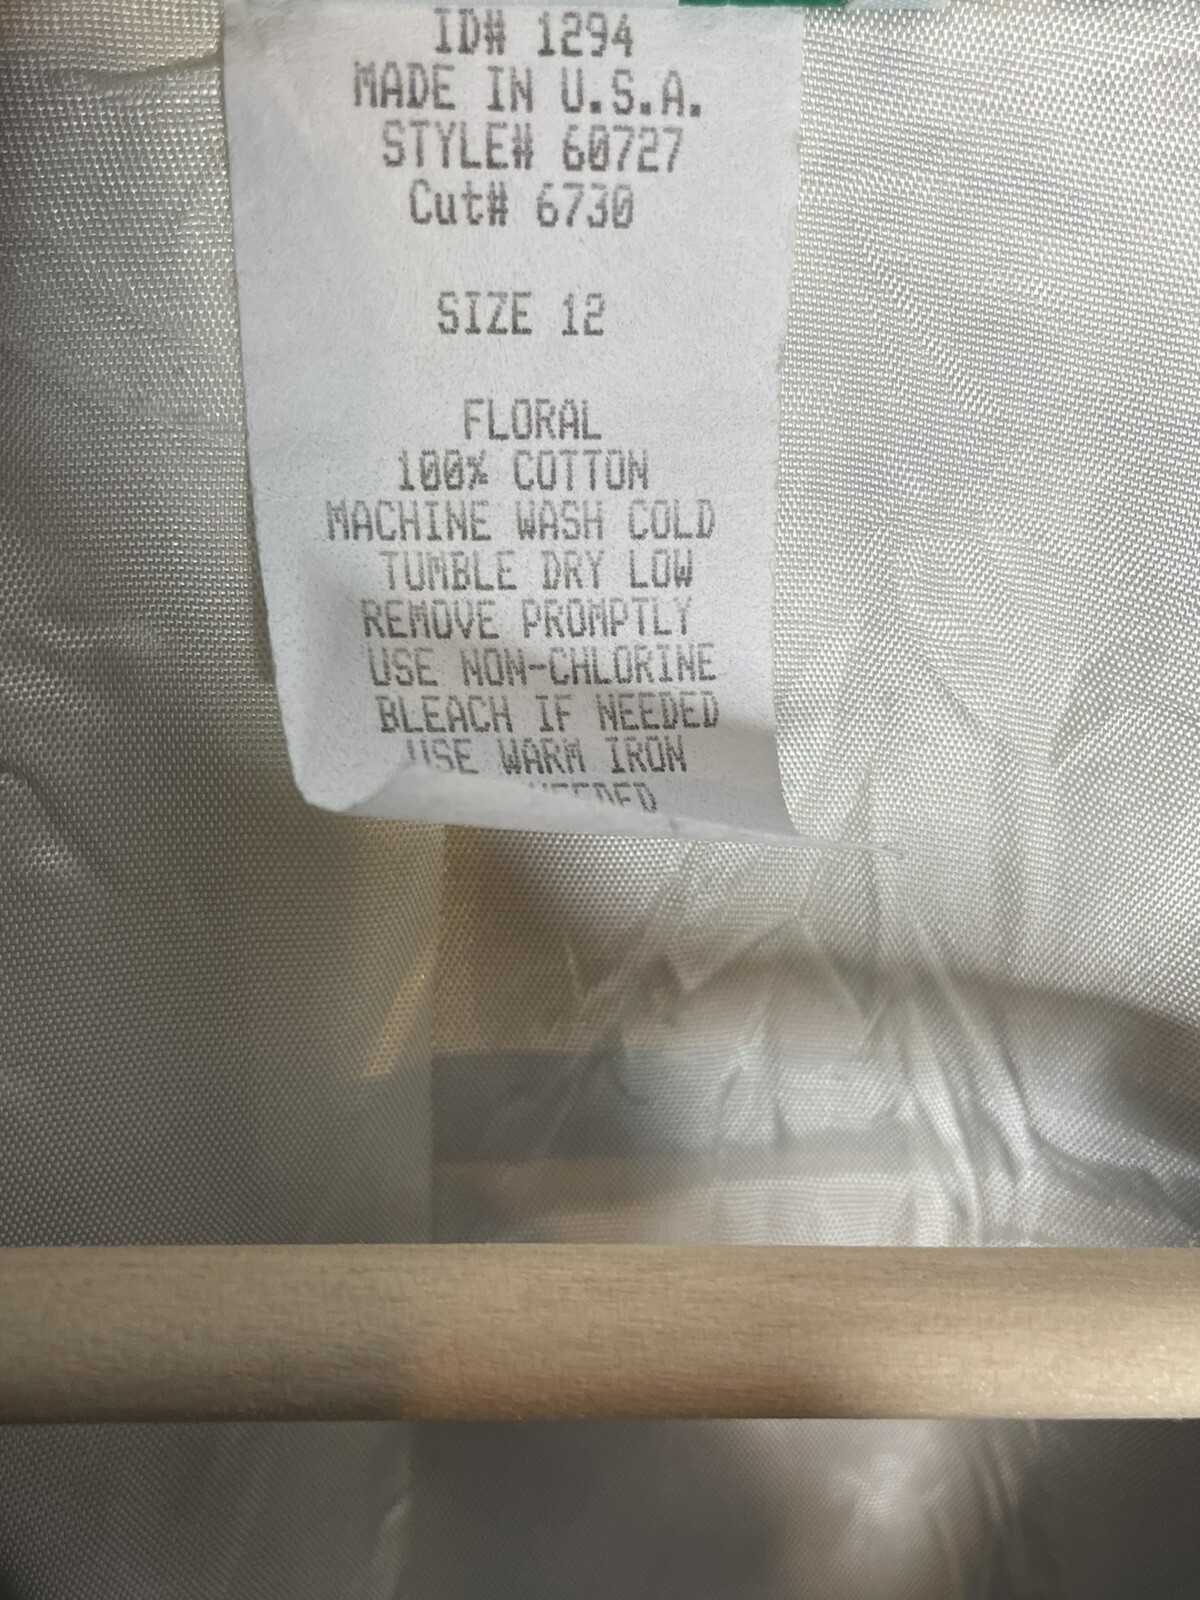 ID# 1294
MADE IN U.S.A.
STYLE# 60727
Cut# 6730
SIZE 12
FLORAL
100% COTTON
MACHINE WASH COLD
TUMBLE DRY LOW
REMOVE PROMPTLY
USE NON-CHLORINE
BLEACH IF NEEDED
USE WARM IRON
NEEDED